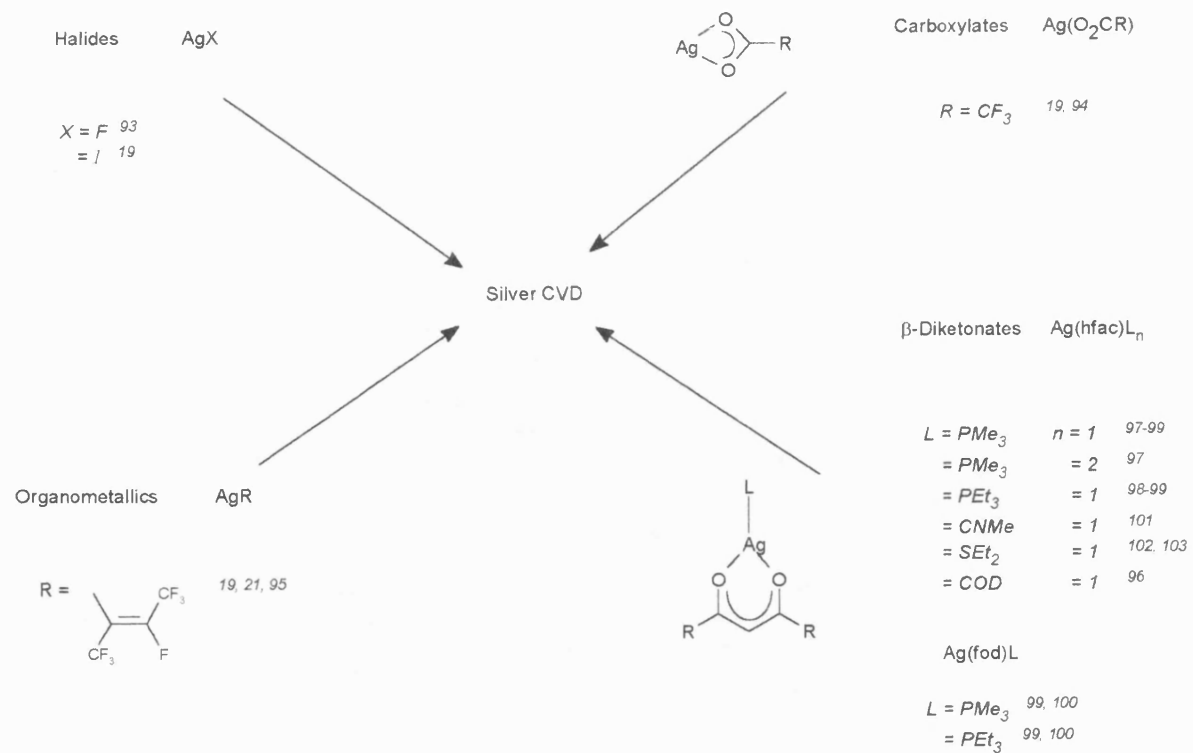 Halides AgX
X = F 93
= I 19
Ag
O
O
R
Carboxylates Ag(O2CR)
R = CF3 19, 94
Silver CVD
Organometallics AgR
R =
CF3
CF3
F
19, 21, 95
L
Ag
O O
R R
β-Diketonates Ag(hfac)Ln
L = PMe3 n = 1 97-99
= PMe3 = 2 97
= PEt3 = 1 98-99
= CNMe = 1 101
= SEt2 = 1 102, 103
= COD = 1 96
Ag(fod)L
L = PMe3 99, 100
= PEt3 99, 100